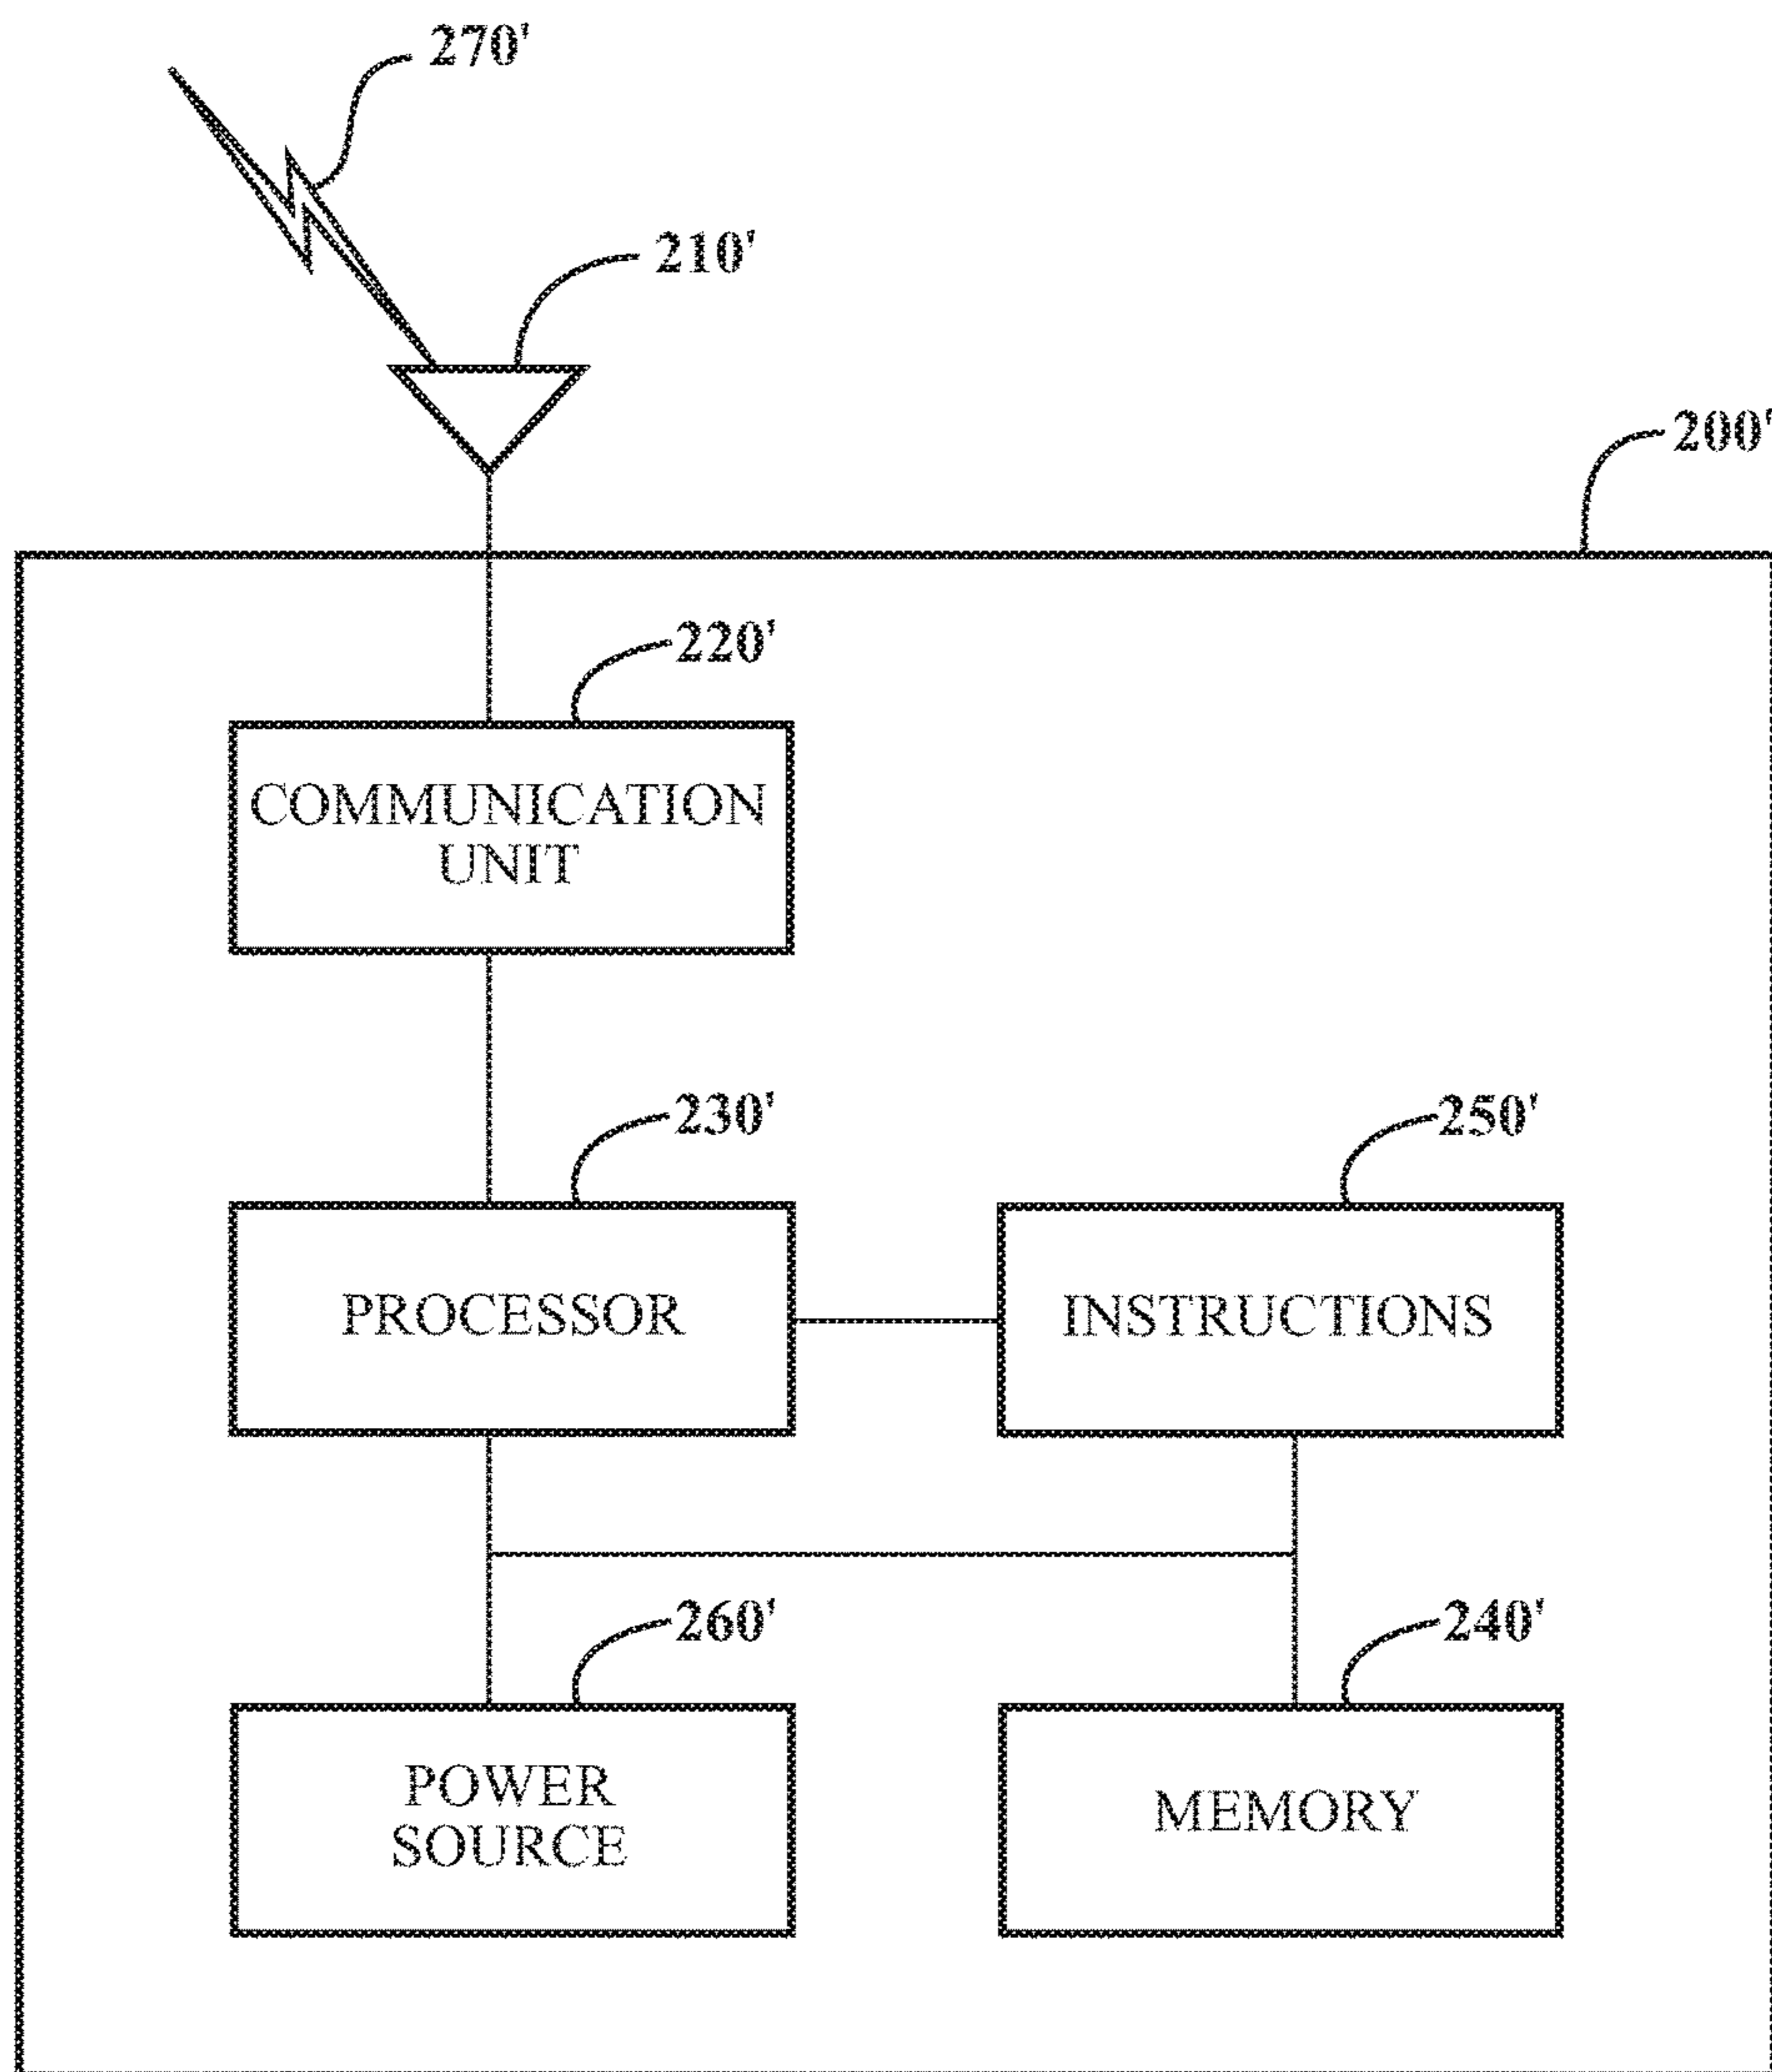 270'
210'
200'
220'
COMMUNICATION
UNIT
230'
250'
PROCESSOR
INSTRUCTIONS
260'
240'
POWER
SOURCE
MEMORY